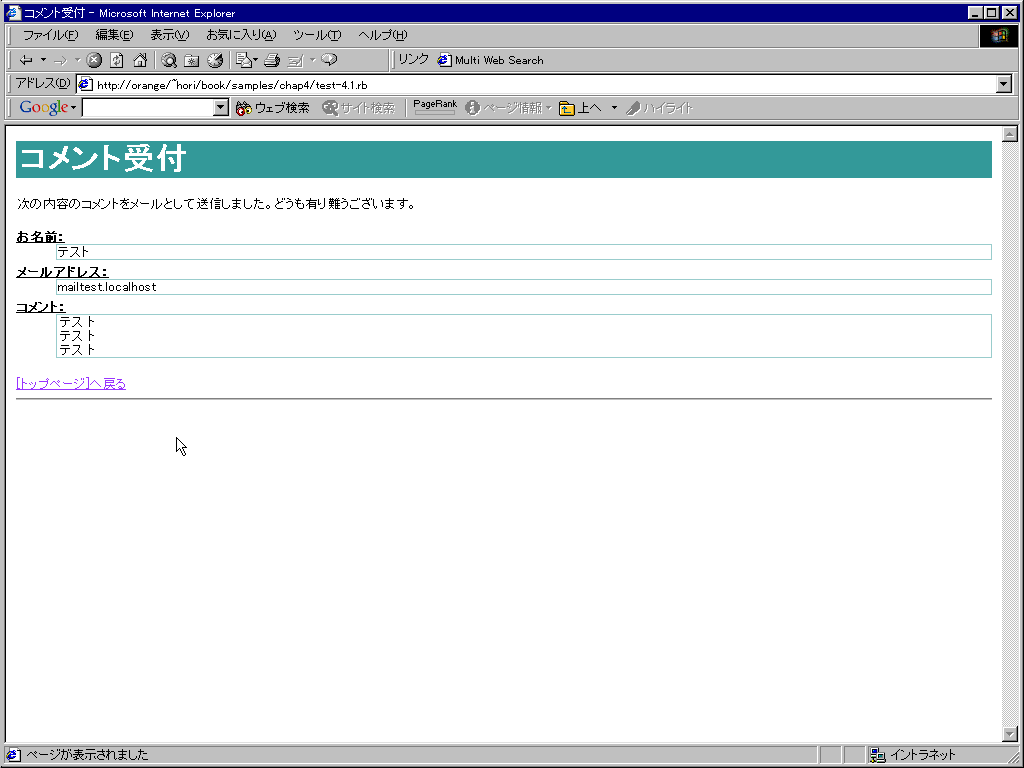 コメント受付 - Microsoft Internet Explorer
ファイル(F) 編集(E) 表示(V) お気に入り(A) ツール(T) ヘルプ(H)
リンク Multi Web Search
アドレス(D) http://orange/~hori/book/samples/chap4/test-4.1.rb
Google ウェブ検索 サイト検索 PageRank ページ情報 上へ ハイライト
コメント受付
次の内容のコメントをメールとして送信しました。どうも有り難うございます。
お名前:
テスト
メールアドレス:
mailtest.localhost
コメント:
テスト
テスト
テスト
[トップページ]へ戻る
ページが表示されました イントラネット